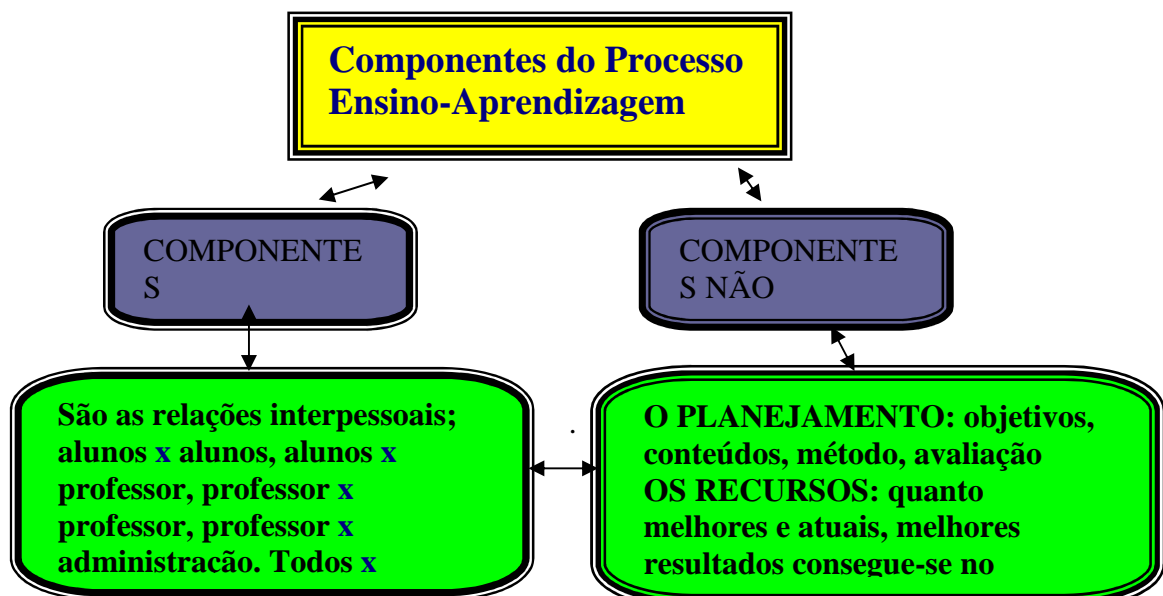 Componentes do Processo
Ensino-Aprendizagem
COMPONENTE
S
COMPONENTE
S NÃO
São as relações interpessoais;
alunos x alunos, alunos x
professor, professor x
professor, professor x
administracão. Todos x
.
O PLANEJAMENTO: objetivos,
conteúdos, método, avaliação
OS RECURSOS: quanto
melhores e atuais, melhores
resultados consegue-se no